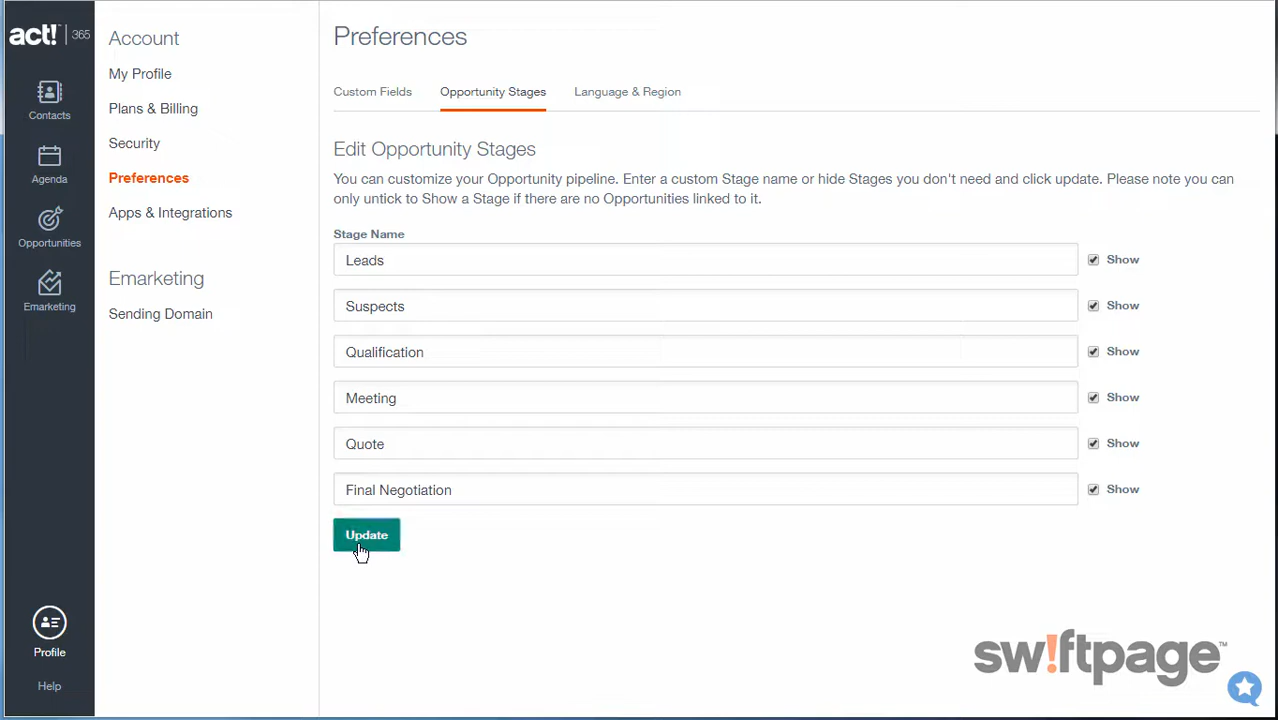 act! 365
Contacts
Agenda
Opportunities
Emarketing
Profile
Help
Account
My Profile
Plans & Billing
Security
Preferences
Apps & Integrations
Emarketing
Sending Domain
Preferences
Custom Fields Opportunity Stages Language & Region
Edit Opportunity Stages
You can customize your Opportunity pipeline. Enter a custom Stage name or hide Stages you don't need and click update. Please note you can
only untick to Show a Stage if there are no Opportunities linked to it.
Stage Name
Leads Show
Suspects Show
Qualification Show
Meeting Show
Quote Show
Final Negotiation Show
Update
sw!ftpage™